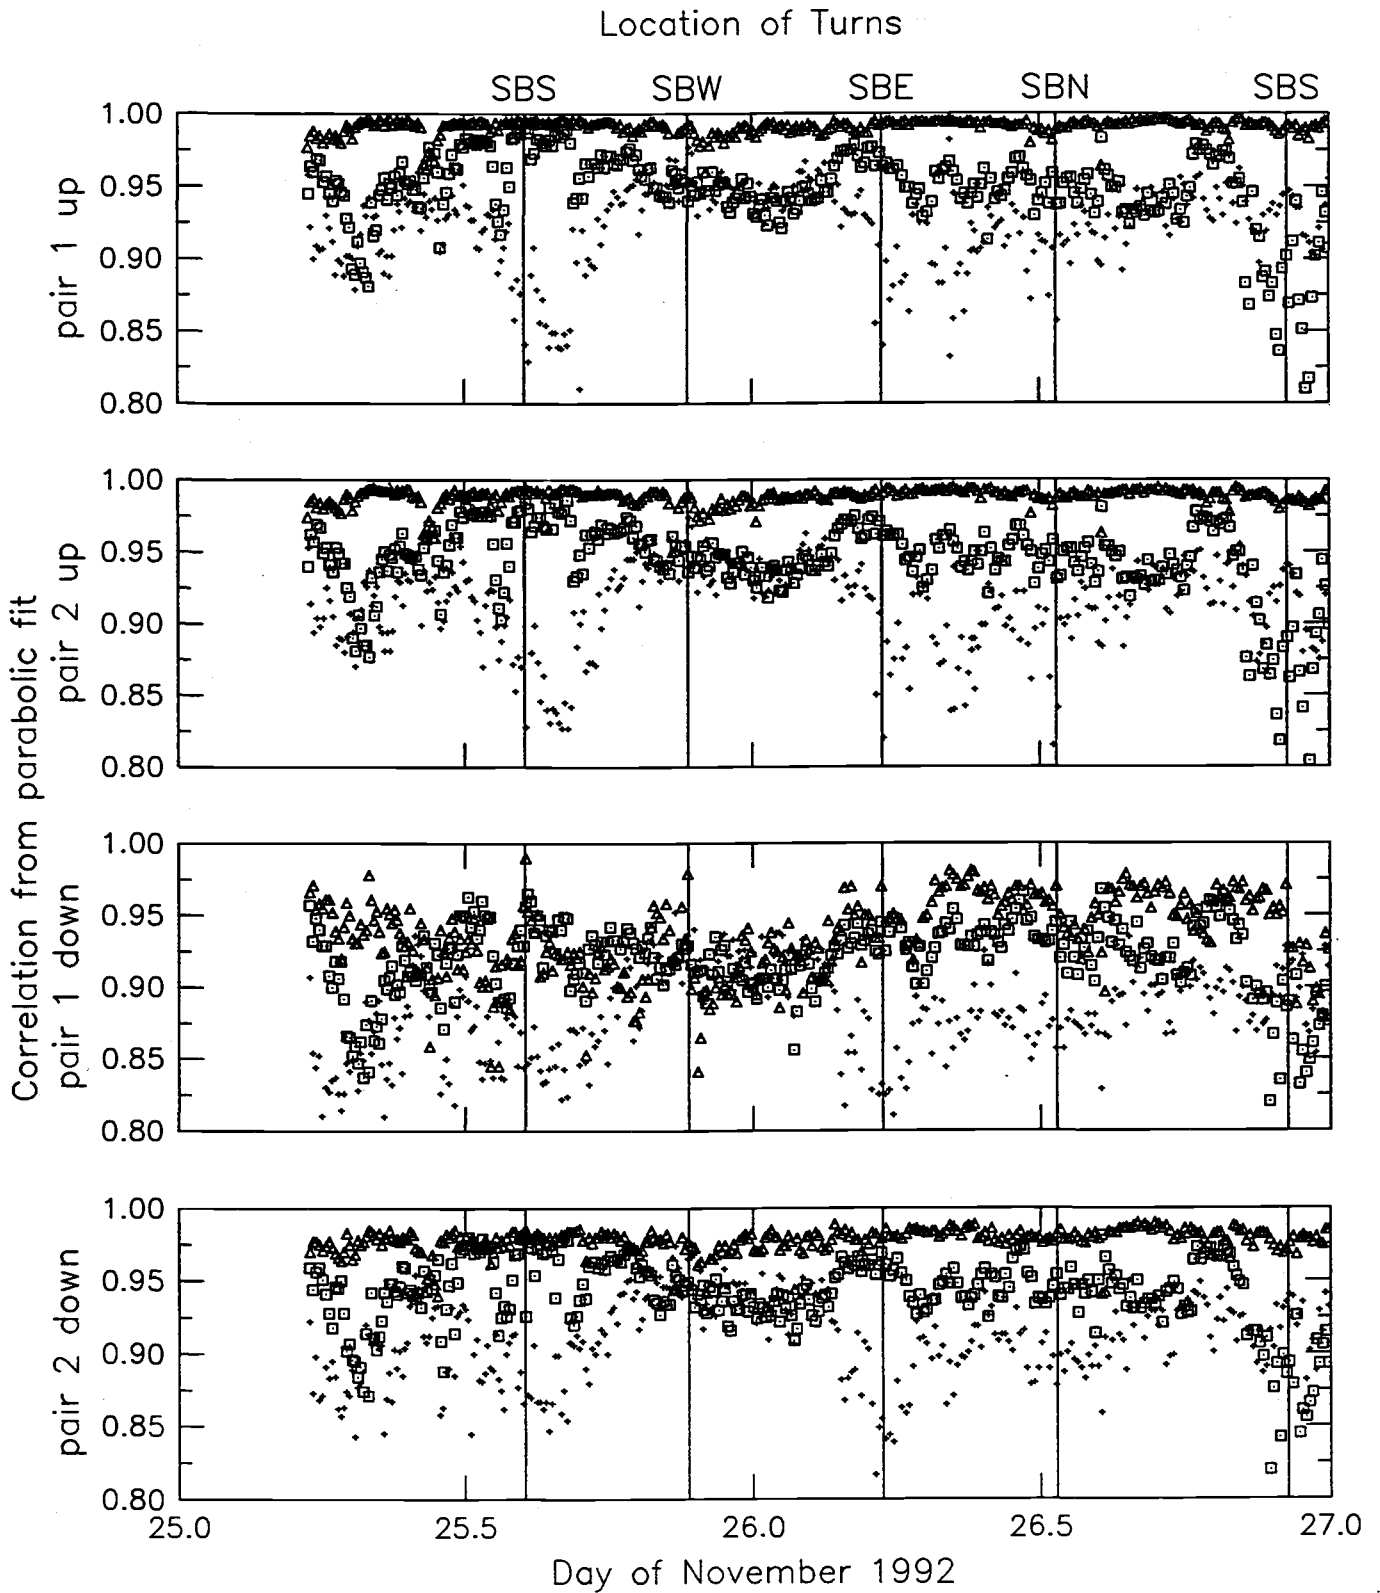 Location of Turns
SBS SBW SBE SBN SBS
1.00
0.95
0.90
0.85
0.80
pair 1 up
1.00
0.95
0.90
0.85
0.80
pair 2 up
Correlation from parabolic fit
1.00
0.95
0.90
0.85
0.80
pair 1 down
1.00
0.95
0.90
0.85
0.80
pair 2 down
25.0 25.5 26.0 26.5 27.0
Day of November 1992